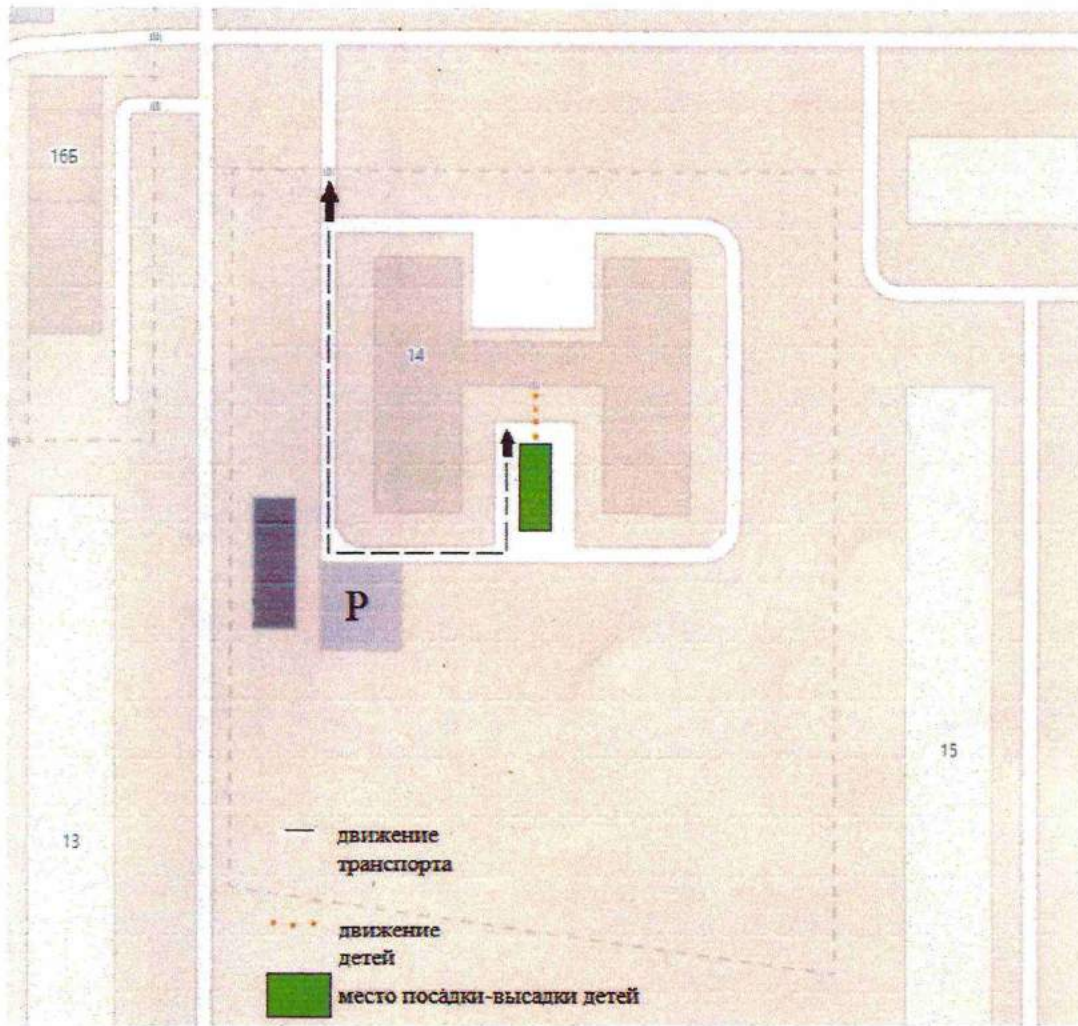 16Б
14
P
15
13
движение
транспорта
движение
детей
место посадки-высадки детей